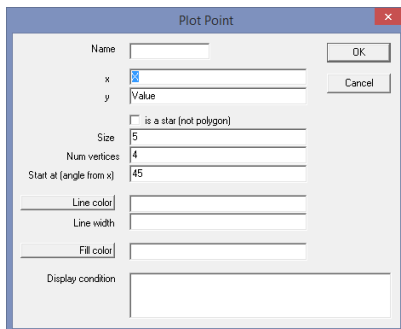 Plot Point
Name
OK
x X
Cancel
y Value
is a star (not polygon)
Size 5
Num vertices 4
Start at (angle from x) 45
Line color
Line width
Fill color
Display condition